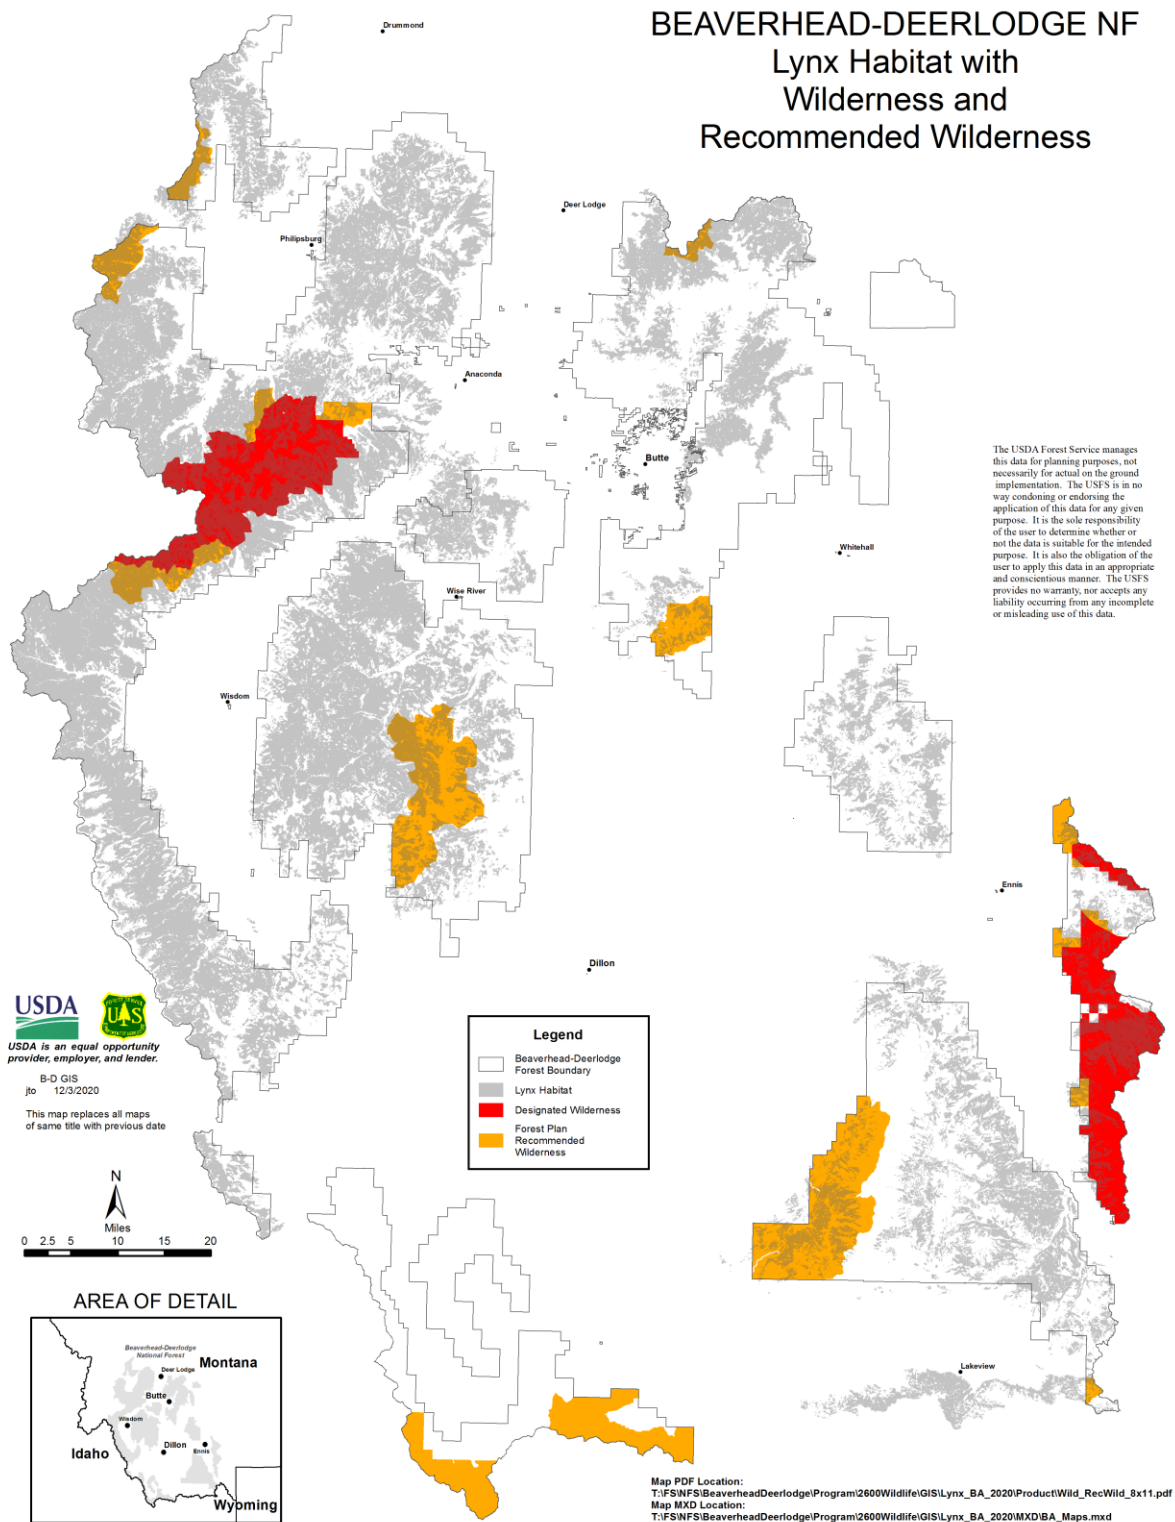 BEAVERHEAD-DEERLODGE NF
Lynx Habitat with
Wilderness and
Recommended Wilderness
Drummond
Deer Lodge
Philipsburg
Anaconda
Butte
The USDA Forest Service manages
this data for planning purposes, not
necessarily for actual on the ground
implementation. The USFS is in no
way condoning or endorsing the
application of this data for any given
purpose. It is the sole responsibility
of the user to determine whether or
not the data is suitable for the intended
purpose. It is also the obligation of the
user to apply this data in an appropriate
and conscientious manner. The USFS
provides no warranty, nor accepts any
liability occurring from any incomplete
or misleading use of this data.
Whitehall
Wise River
Wisdom
Ennis
Dillon
USDA
U S
USDA is an equal opportunity
provider, employer, and lender.
B-D GIS
jto 12/3/2020
This map replaces all maps
of same title with previous date
Legend
Beaverhead-Deerlodge
Forest Boundary
Lynx Habitat
Designated Wilderness
Forest Plan
Recommended
Wilderness
N
Miles
0 2.5 5 10 15 20
Lakeview
AREA OF DETAIL
Beaverhead-Deerlodge
National Forest
Montana
Deer Lodge
Butte
Wisdom
Idaho
Dillon
Ennis
Wyoming
Map PDF Location:
T:\FS\NFS\BeaverheadDeerlodge\Program\2600Wildlife\GIS\Lynx_BA_2020\Product\Wild_RecWild_8x11.pdf
Map MXD Location:
T:\FS\NFS\BeaverheadDeerlodge\Program\2600Wildlife\GIS\Lynx_BA_2020\MXD\BA_Maps.mxd